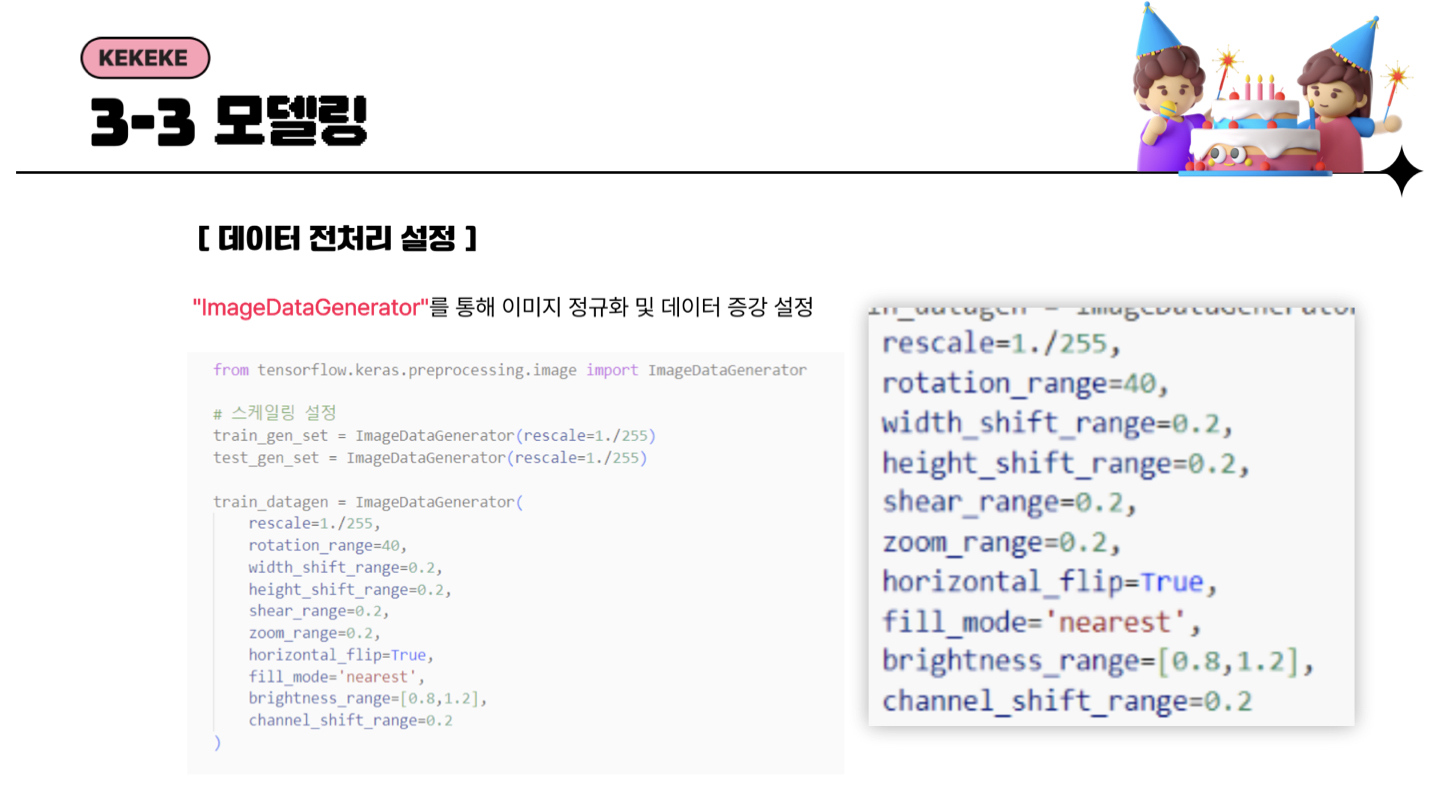 KEKEKE
3-3 모델링
[ 데이터 전처리 설정 ]
"ImageDataGenerator"를 통해 이미지 정규화 및 데이터 증강 설정
from tensorflow.keras.preprocessing.image import ImageDataGenerator
# 스케일링 설정
train_gen_set = ImageDataGenerator(rescale=1./255)
test_gen_set = ImageDataGenerator(rescale=1./255)
train_datagen = ImageDataGenerator(
rescale=1./255,
rotation_range=40,
width_shift_range=0.2,
height_shift_range=0.2,
shear_range=0.2,
zoom_range=0.2,
horizontal_flip=True,
fill_mode='nearest',
brightness_range=[0.8,1.2],
channel_shift_range=0.2
)
rescale=1./255,
rotation_range=40,
width_shift_range=0.2,
height_shift_range=0.2,
shear_range=0.2,
zoom_range=0.2,
horizontal_flip=True,
fill_mode='nearest',
brightness_range=[0.8,1.2],
channel_shift_range=0.2